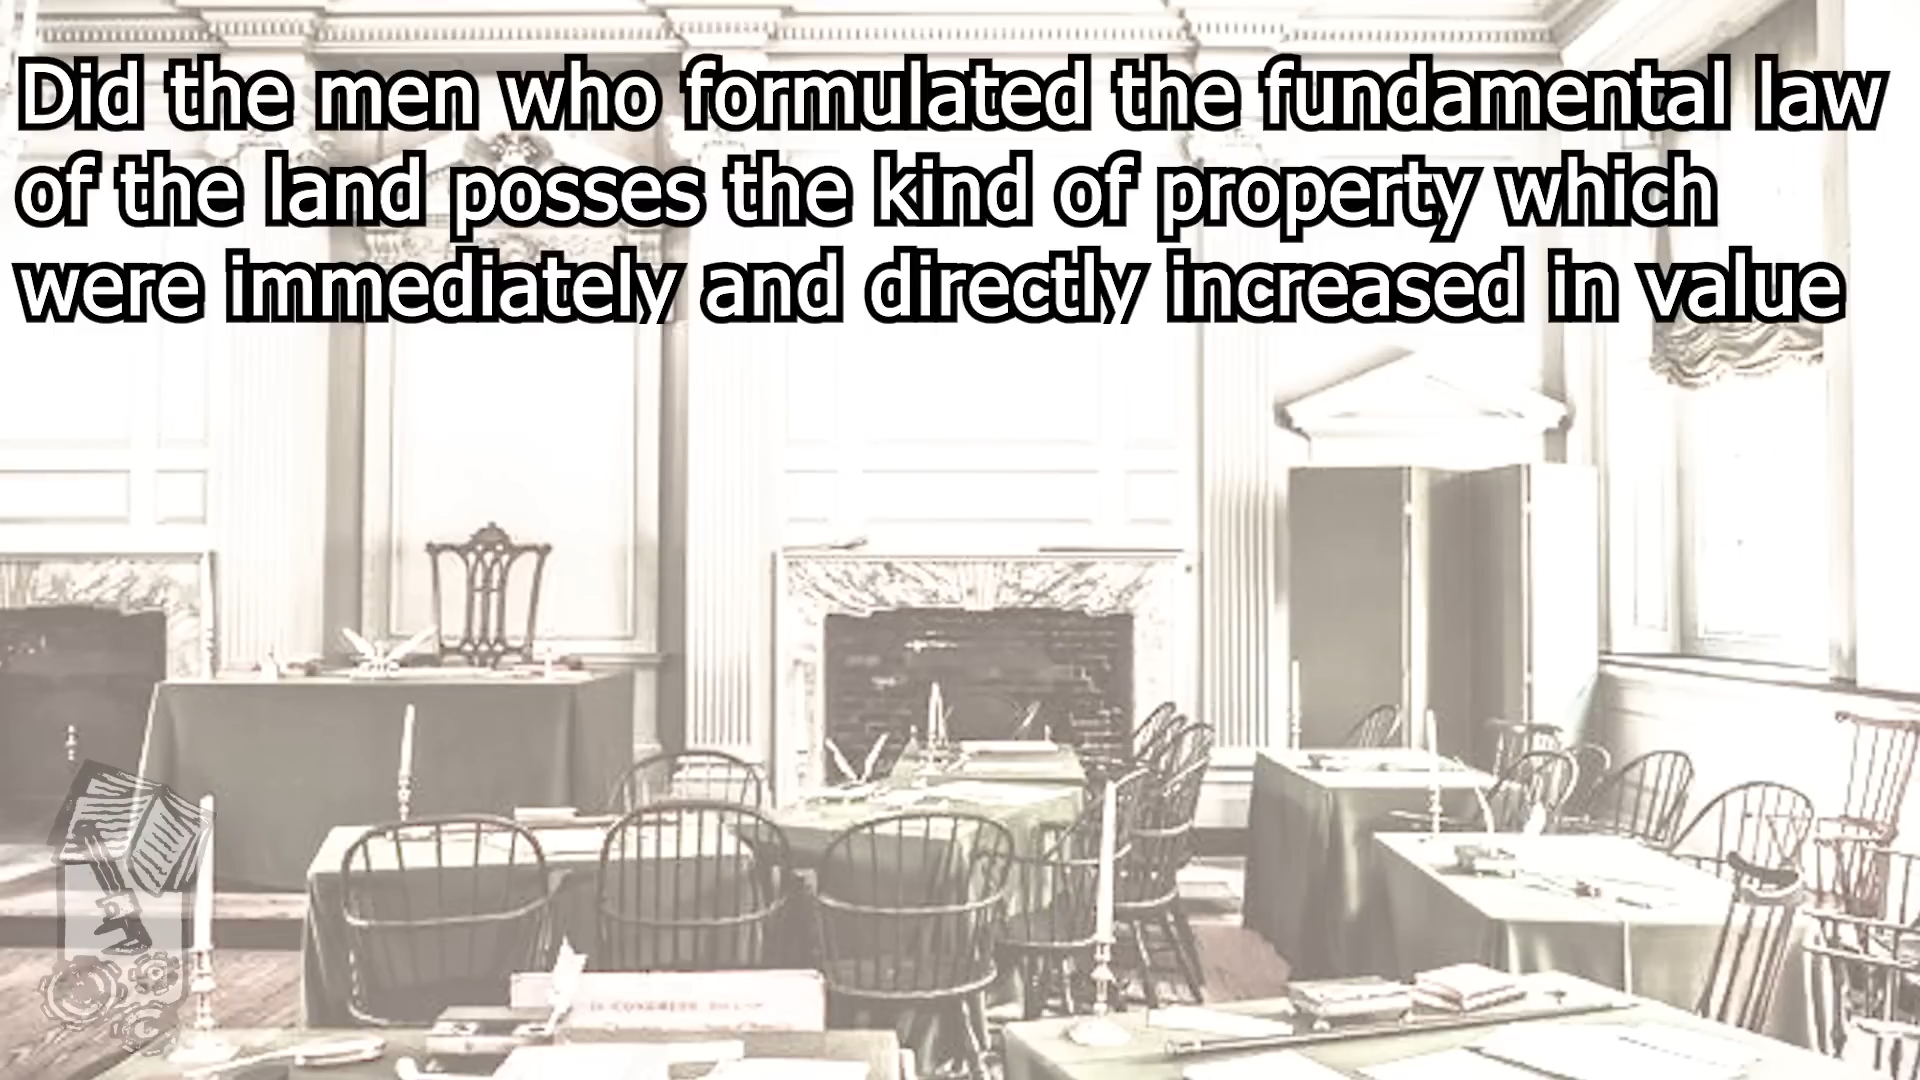 Did the men who formulated the fundamental law
of the land posses the kind of property which
were immediately and directly increased in value